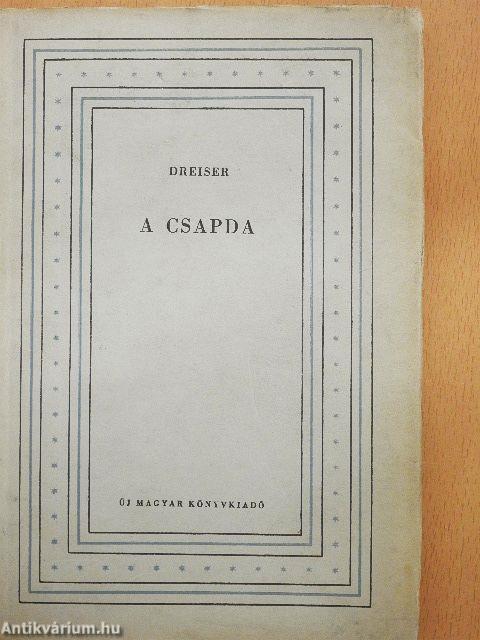 DREISER
A CSAPDA
ÚJ MAGYAR KÖNYVKIADÓ
Antikvárium.hu